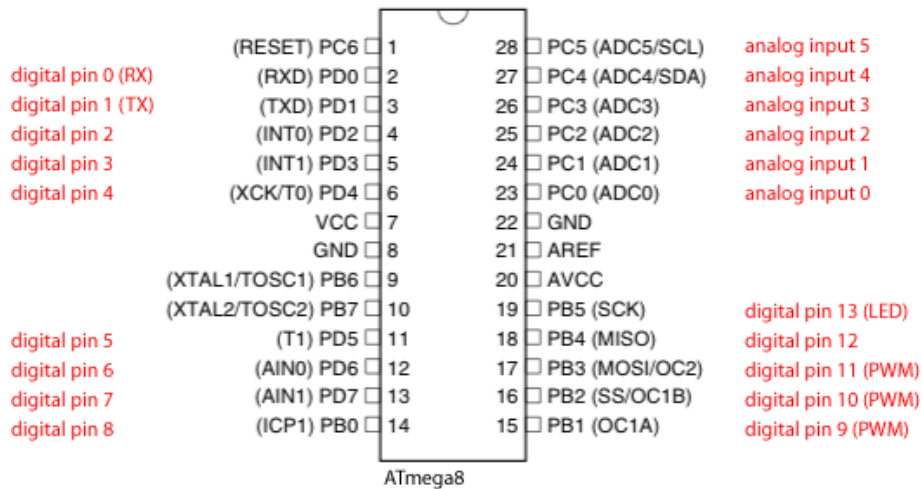 (RESET) PC6 1 28 PC5 (ADC5/SCL) analog input 5
digital pin 0 (RX) (RXD) PD0 2 27 PC4 (ADC4/SDA) analog input 4
digital pin 1 (TX) (TXD) PD1 3 26 PC3 (ADC3) analog input 3
digital pin 2 (INT0) PD2 4 25 PC2 (ADC2) analog input 2
digital pin 3 (INT1) PD3 5 24 PC1 (ADC1) analog input 1
digital pin 4 (XCK/T0) PD4 6 23 PC0 (ADC0) analog input 0
VCC 7 22 GND
GND 8 21 AREF
(XTAL1/TOSC1) PB6 9 20 AVCC
(XTAL2/TOSC2) PB7 10 19 PB5 (SCK) digital pin 13 (LED)
digital pin 5 (T1) PD5 11 18 PB4 (MISO) digital pin 12
digital pin 6 (AIN0) PD6 12 17 PB3 (MOSI/OC2) digital pin 11 (PWM)
digital pin 7 (AIN1) PD7 13 16 PB2 (SS/OC1B) digital pin 10 (PWM)
digital pin 8 (ICP1) PB0 14 15 PB1 (OC1A) digital pin 9 (PWM)
ATmega8